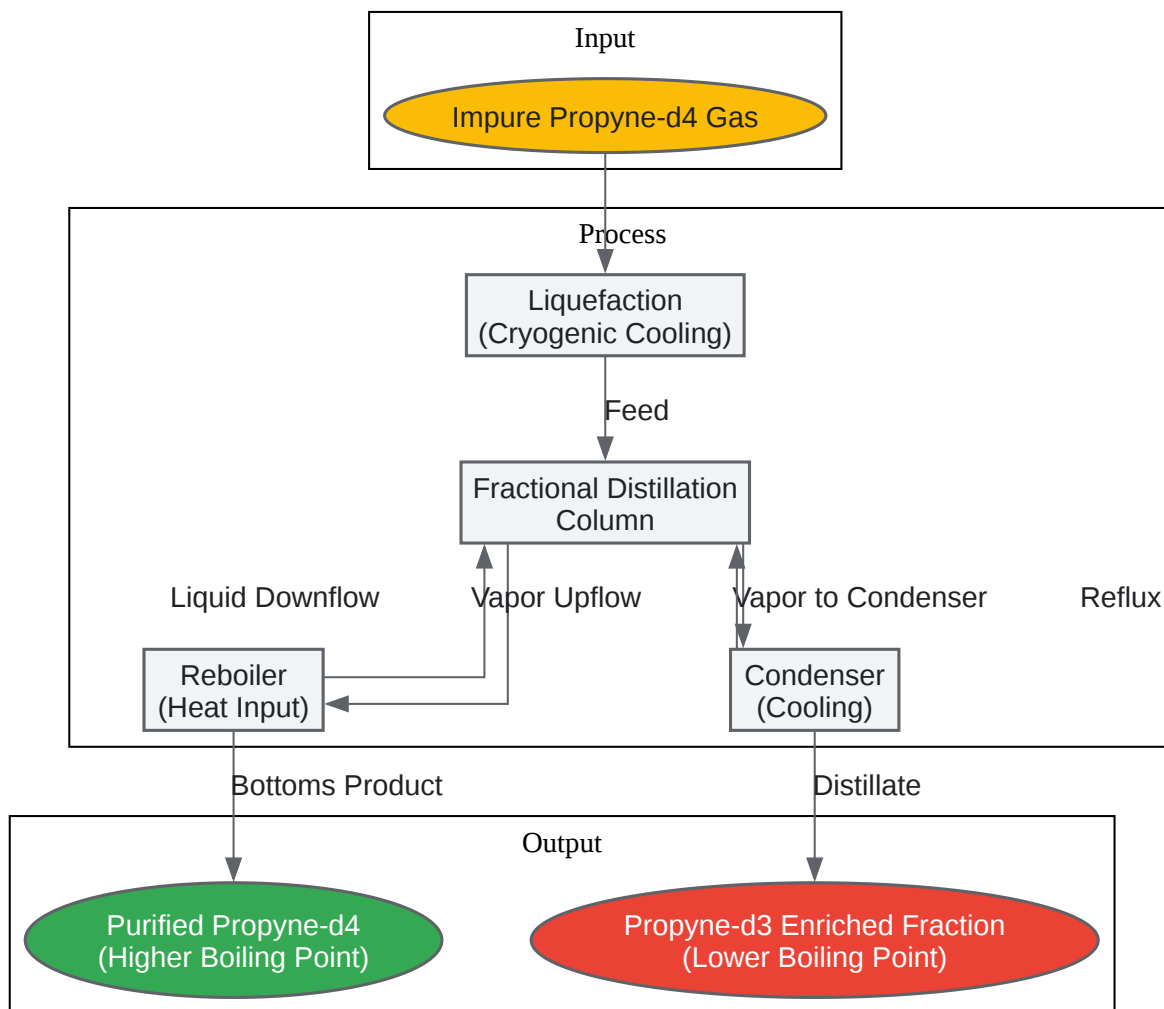 Input
Impure Propyne-d4 Gas
Process
Liquefaction
(Cryogenic Cooling)
Feed
Fractional Distillation
Column
Liquid Downflow
Vapor Upflow
Vapor to Condenser
Reflux
Reboiler
(Heat Input)
Condenser
(Cooling)
Bottoms Product
Distillate
Output
Purified Propyne-d4
(Higher Boiling Point)
Propyne-d3 Enriched Fraction
(Lower Boiling Point)